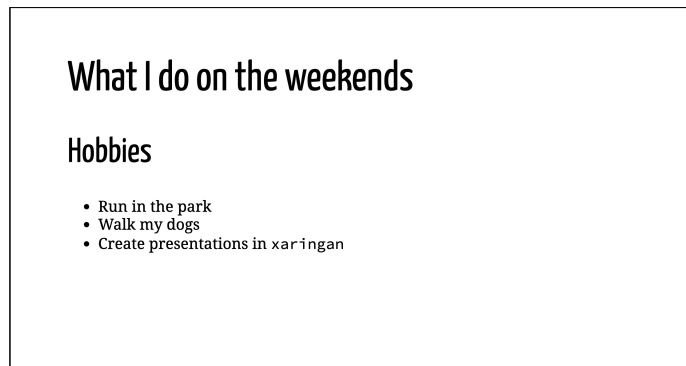 What I do on the weekends
Hobbies
• Run in the park
• Walk my dogs
• Create presentations in xaringan